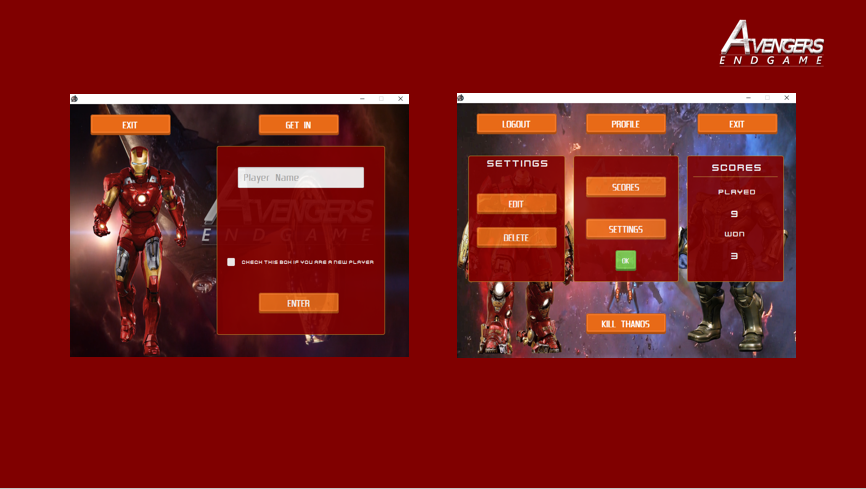 AVENGERS
ENDGAME
EXIT
GET IN
Player Name
AVENGERS
ENDGAME
CHECK THIS BOX IF YOU ARE A NEW PLAYER
ENTER
LOGOUT
PROFILE
EXIT
SETTINGS
EDIT
DELETE
SCORES
SETTINGS
OK
SCORES
PLAYED
9
WON
3
KILL THANOS